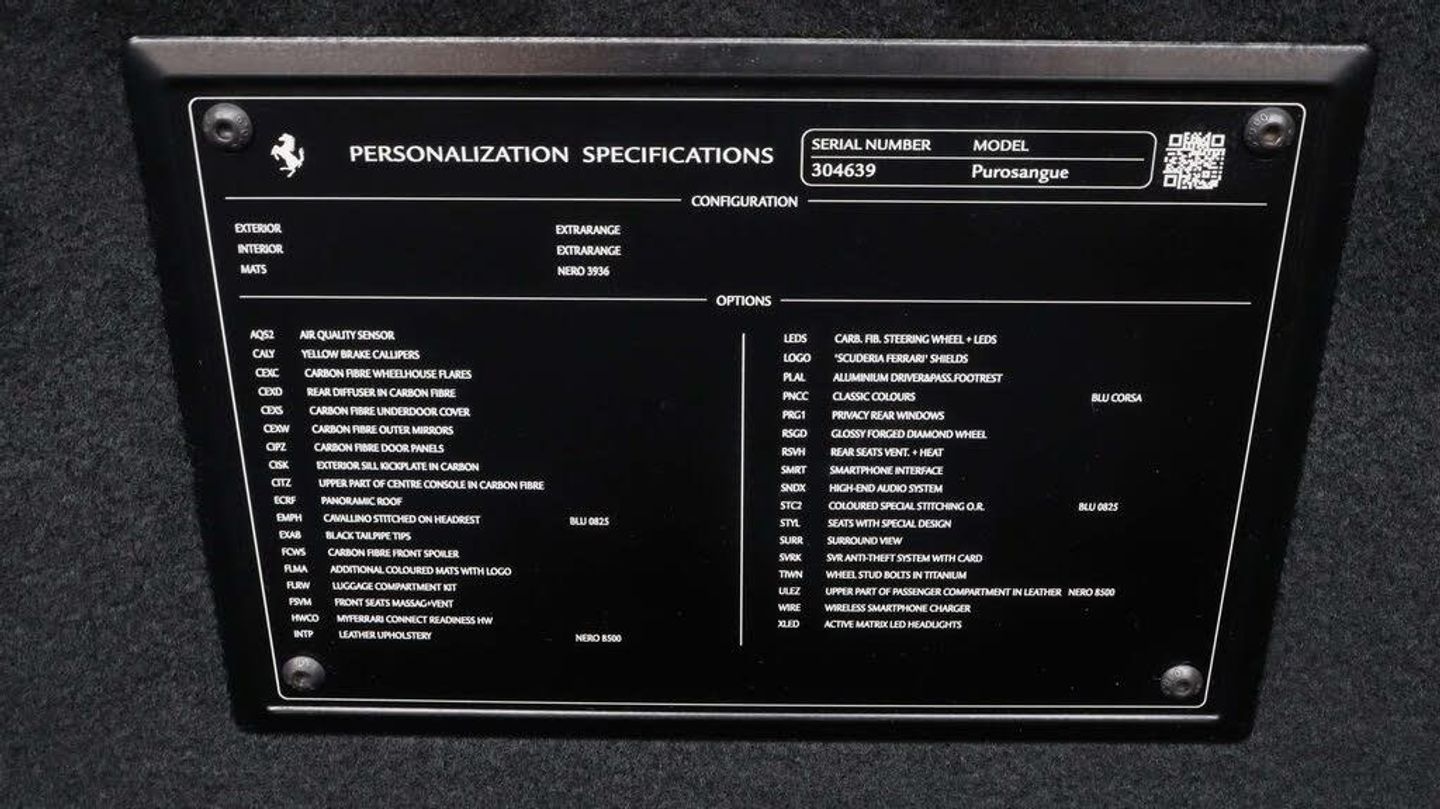 PERSONALIZATION SPECIFICATIONS
SERIAL NUMBER MODEL
304639 Purosangue
CONFIGURATION
EXTERIOR EXTRARANGE
INTERIOR EXTRARANGE
MATS NERO 3936
OPTIONS
AQS2 AIR QUALITY SENSOR
CALY YELLOW BRAKE CALLIPERS
CEXC CARBON FIBRE WHEELHOUSE FLARES
CEXD REAR DIFFUSER IN CARBON FIBRE
CEXS CARBON FIBRE UNDERDOOR COVER
CEXW CARBON FIBRE OUTER MIRRORS
CIPZ CARBON FIBRE DOOR PANELS
CISK EXTERIOR SILL KICKPLATE IN CARBON
CITZ UPPER PART OF CENTRE CONSOLE IN CARBON FIBRE
ECRF PANORAMIC ROOF
EMPH CAVALLINO STITCHED ON HEADREST BLU 0825
EXAB BLACK TAILPIPE TIPS
FCWS CARBON FIBRE FRONT SPOILER
FLMA ADDITIONAL COLOURED MATS WITH LOGO
FLRW LUGGAGE COMPARTMENT KIT
FSVM FRONT SEATS MASSAG+VENT
HWCO MYFERRARI CONNECT READINESS HW
INTP LEATHER UPHOLSTERY NERO 8500
LEDS CARB. FIB. STEERING WHEEL + LEDS
LOGO 'SCUDERIA FERRARI' SHIELDS
PLAL ALUMINIUM DRIVER&PASS.FOOTREST
PNCC CLASSIC COLOURS BLU CORSA
PRG1 PRIVACY REAR WINDOWS
RSGD GLOSSY FORGED DIAMOND WHEEL
RSVH REAR SEATS VENT. + HEAT
SMRT SMARTPHONE INTERFACE
SNDX HIGH-END AUDIO SYSTEM
STC2 COLOURED SPECIAL STITCHING O.R. BLU 0825
STYL SEATS WITH SPECIAL DESIGN
SURR SURROUND VIEW
SVRK SVR ANTI-THEFT SYSTEM WITH CARD
TIWN WHEEL STUD BOLTS IN TITANIUM
ULEZ UPPER PART OF PASSENGER COMPARTMENT IN LEATHER NERO 8500
WIRE WIRELESS SMARTPHONE CHARGER
XLED ACTIVE MATRIX LED HEADLIGHTS